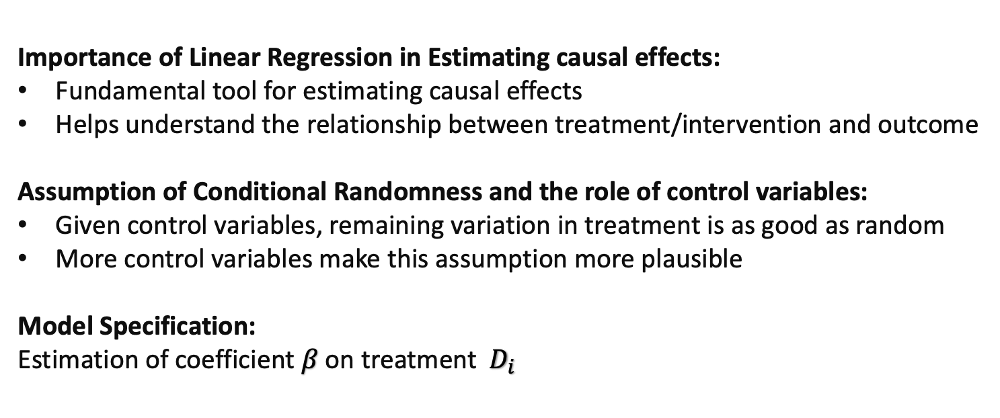 Importance of Linear Regression in Estimating causal effects:
• Fundamental tool for estimating causal effects
• Helps understand the relationship between treatment/intervention and outcome
Assumption of Conditional Randomness and the role of control variables:
• Given control variables, remaining variation in treatment is as good as random
• More control variables make this assumption more plausible
Model Specification:
Estimation of coefficient β on treatment Dᵢ